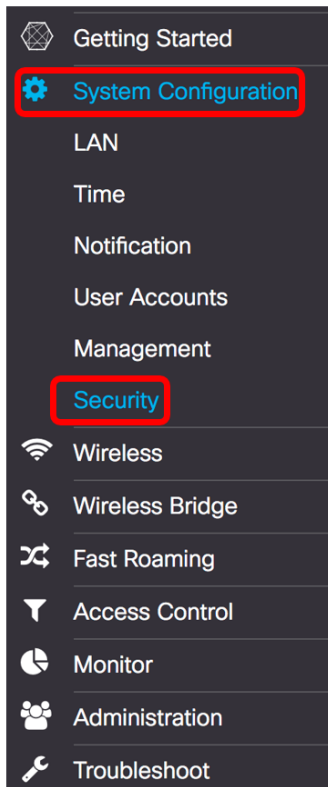 Getting Started
System Configuration
LAN
Time
Notification
User Accounts
Management
Security
Wireless
Wireless Bridge
Fast Roaming
Access Control
Monitor
Administration
Troubleshoot